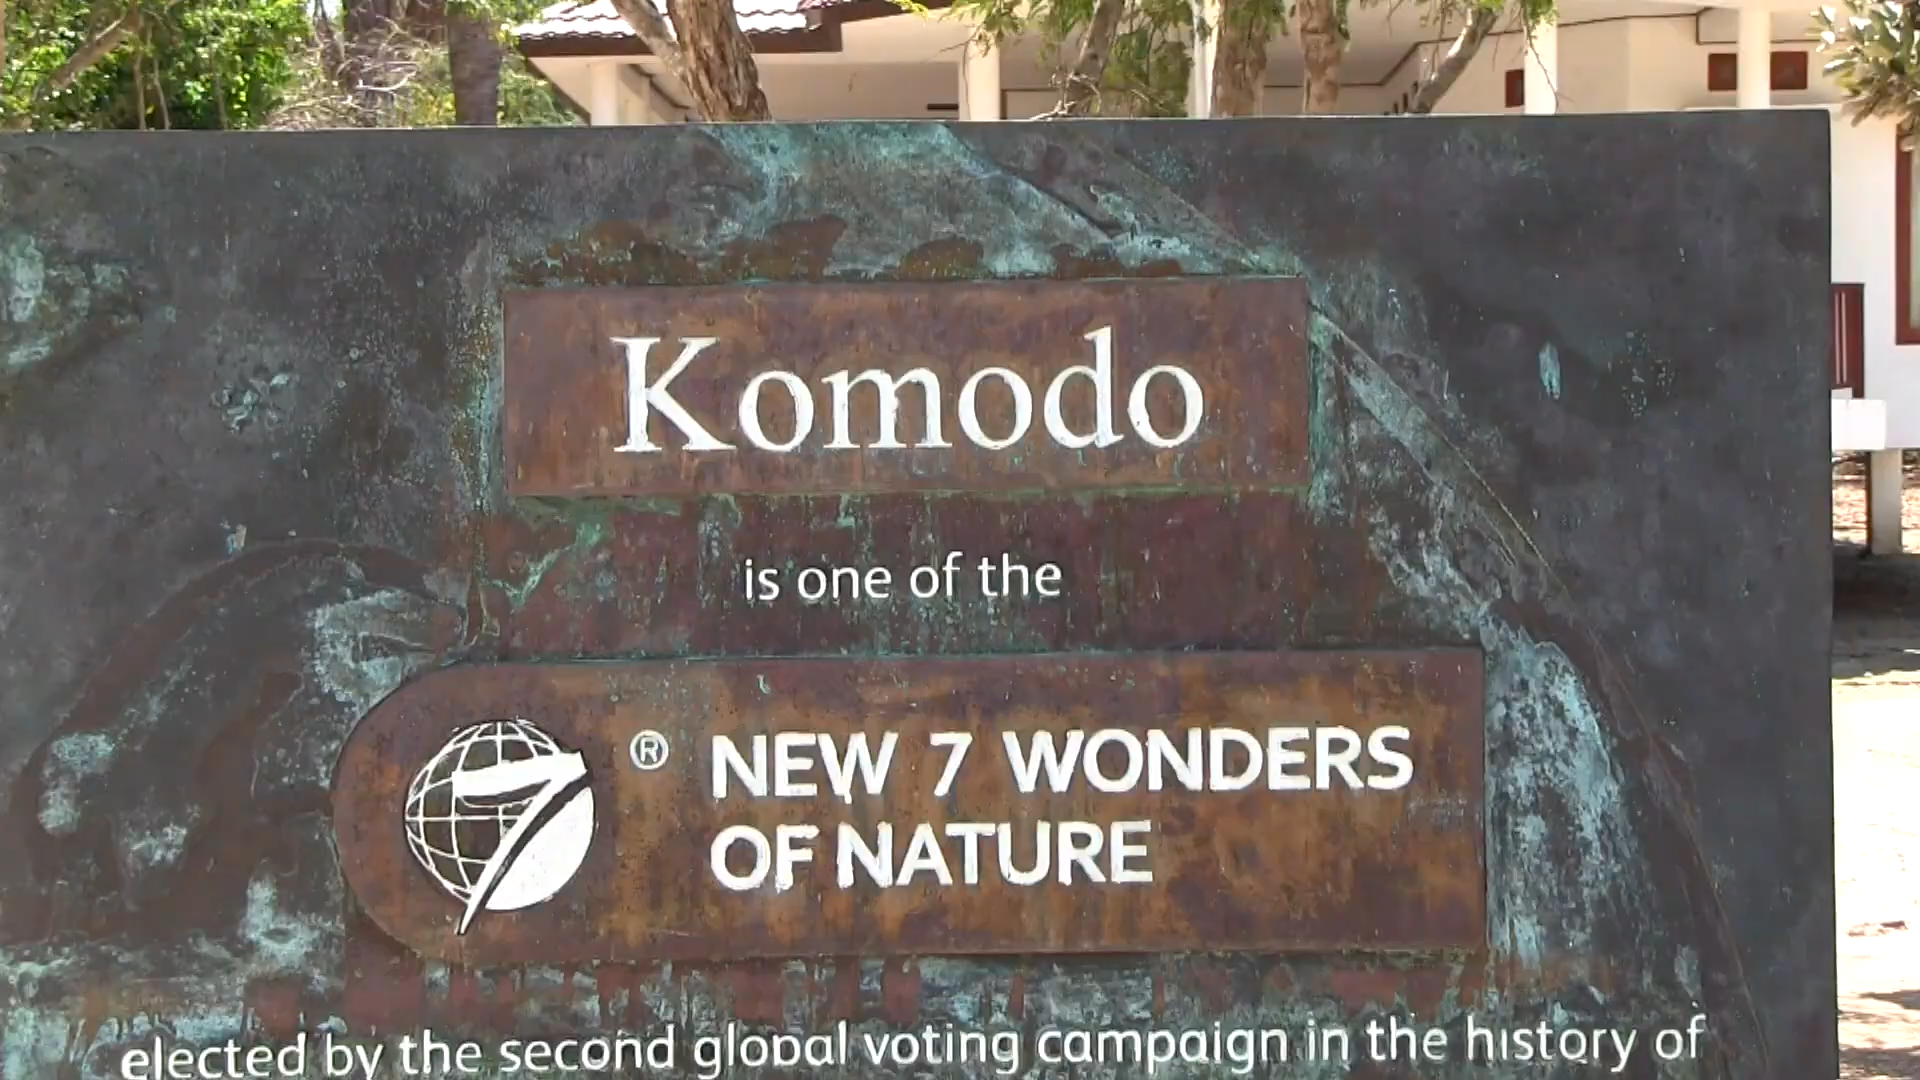 Komodo
is one of the
7 ® NEW 7 WONDERS
OF NATURE
elected by the second global voting campaign in the history of